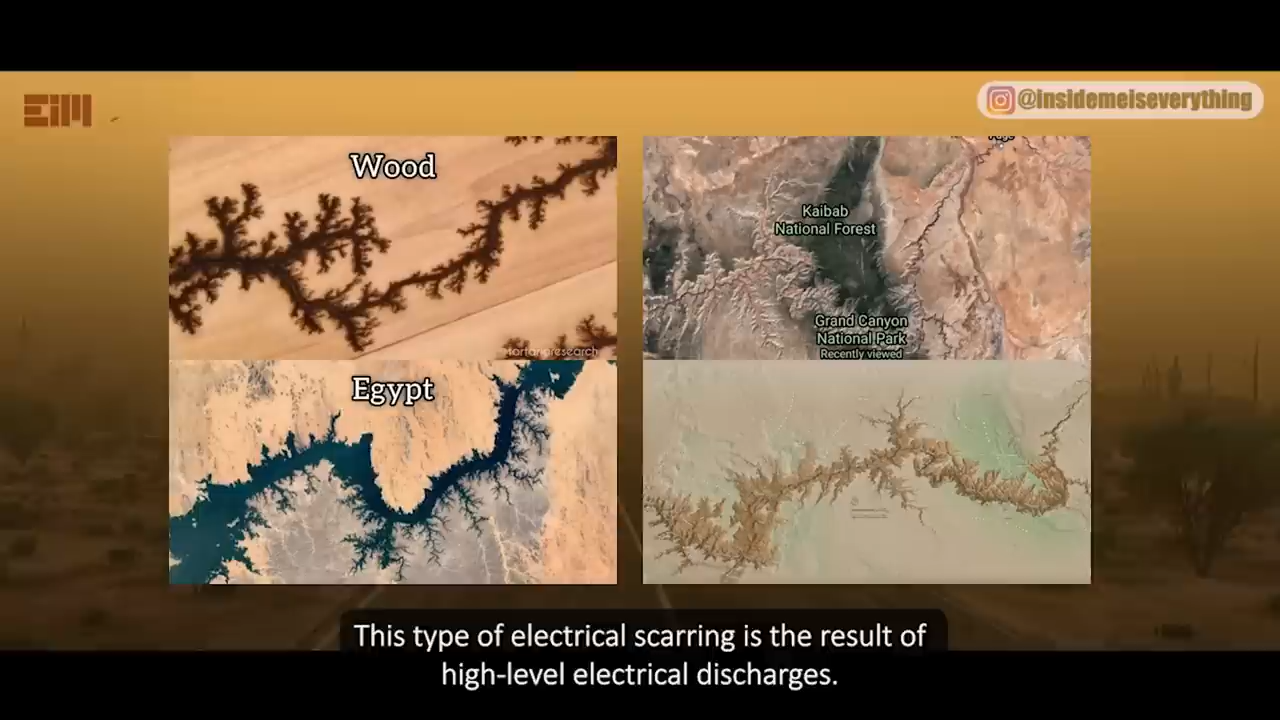 EiM
@insidemeiseverything
Wood
Kaibab
National Forest
Grand Canyon
National Park
Recently viewed
Egypt
This type of electrical scarring is the result of
high-level electrical discharges.